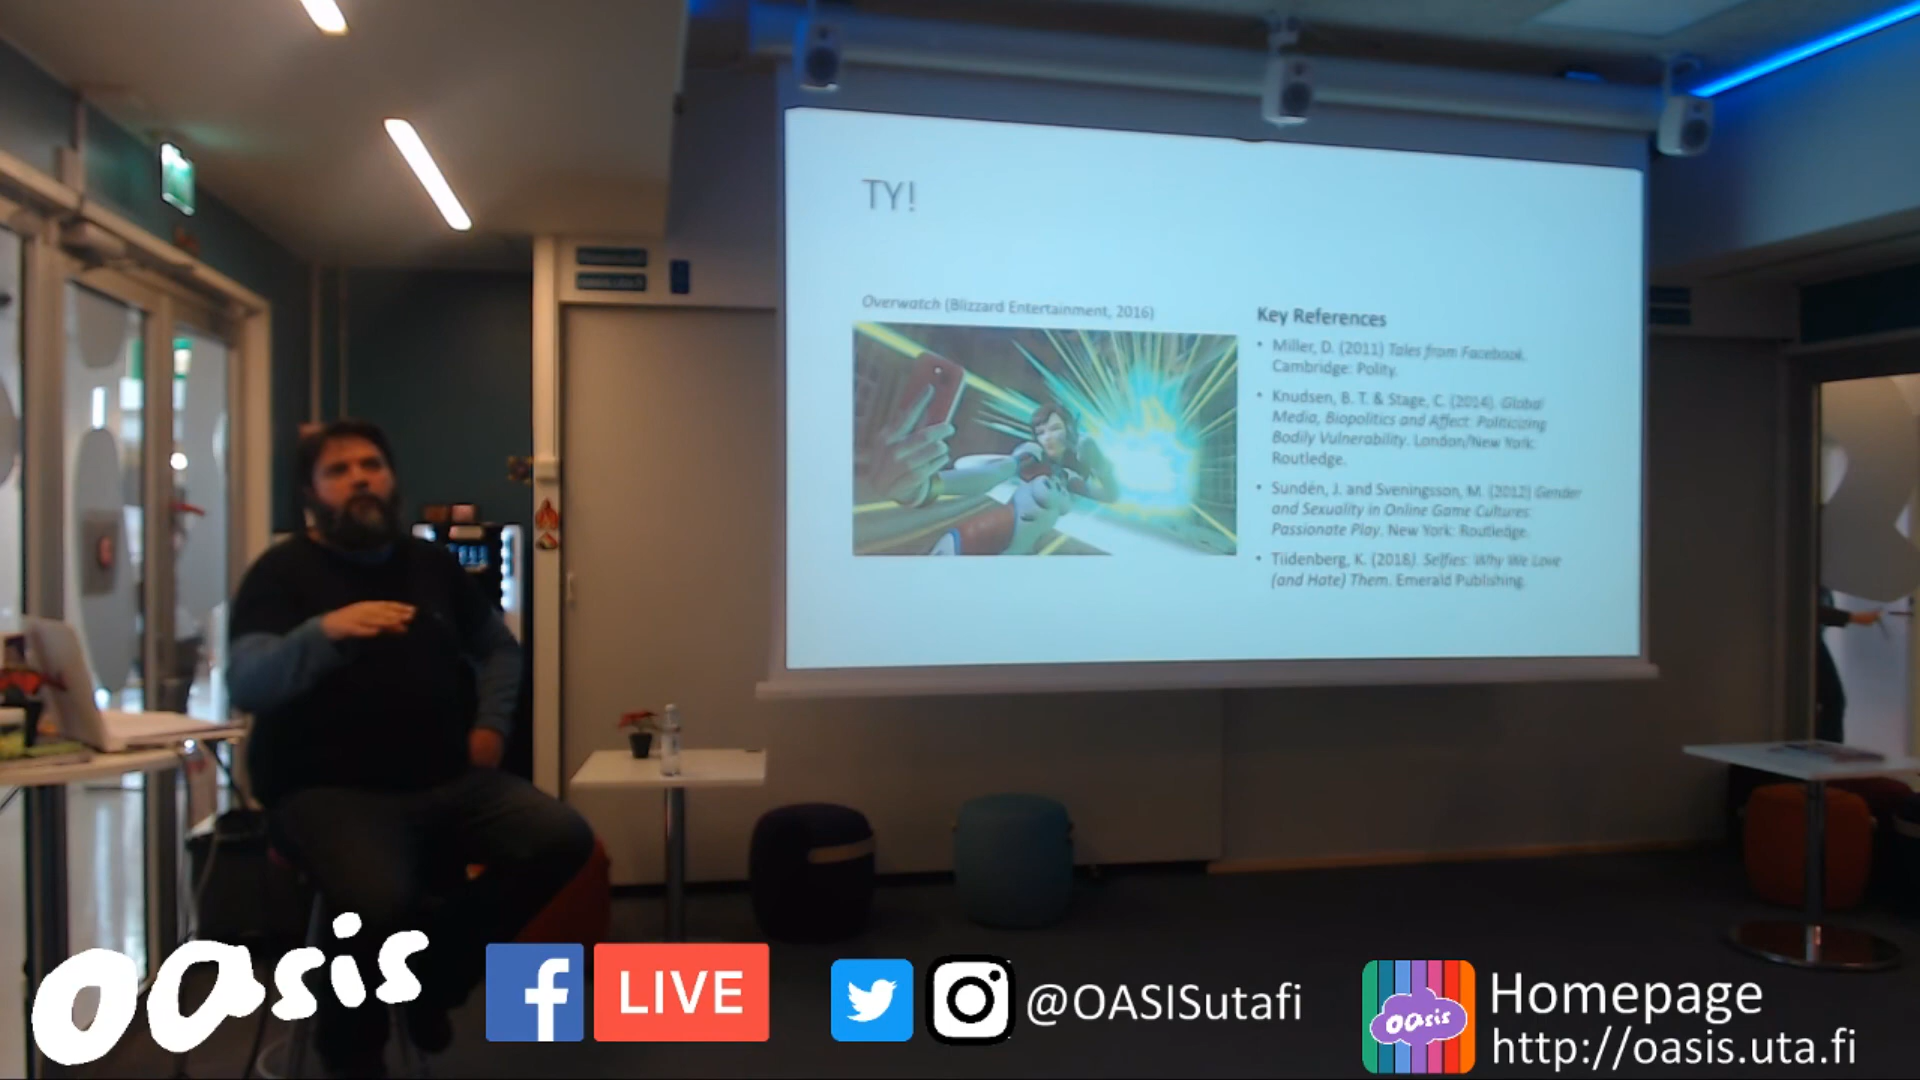 TY!
Overwatch (Blizzard Entertainment, 2016)
Key References
• Miller, D. (2011) Tales from Facebook.
Cambridge: Polity.
• Knudsen, B. T. & Stage, C. (2014). Global
Media, Biopolitics and Affect: Politicizing
Bodily Vulnerability. London/New York:
Routledge.
• Sundén, J. and Sveningsson, M. (2012) Gender
and Sexuality in Online Game Cultures:
Passionate Play. New York: Routledge.
• Tiidenberg, K. (2018). Selfies: Why We Love
(and Hate) Them. Emerald Publishing.
oasis
f LIVE
@OASISutafi
oasis
Homepage
http://oasis.uta.fi